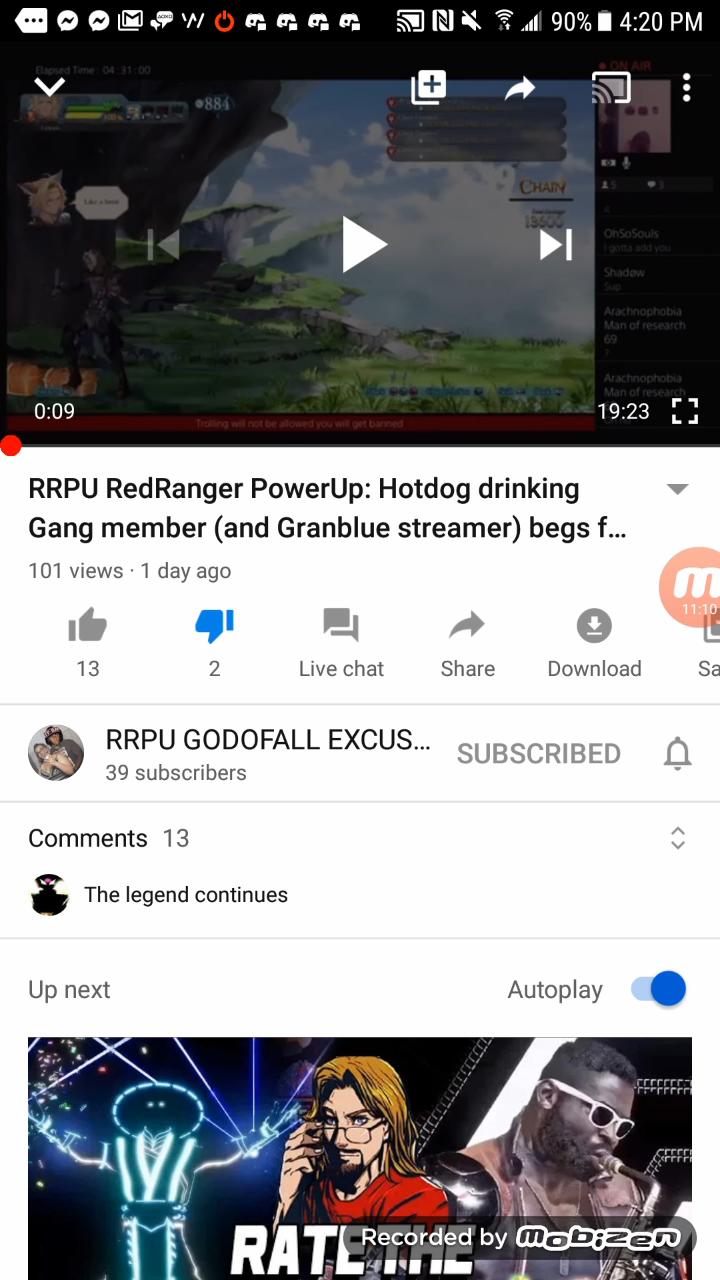 90% 4:20 PM
Elapsed Time : 04:31:00
ON AIR
884
Like a boss!
CHAIN
13600
5 3
OhSoSouls
I gotta add you
Shadow
Sup
Arachnophobia
Man of research
69
?
Arachnophobia
Man of research
0:09
19:23
Trolling will not be allowed you will get banned
RRPU RedRanger PowerUp: Hotdog drinking
Gang member (and Granblue streamer) begs f...
101 views · 1 day ago
11:10
13
2
Live chat
Share
Download
Sa
RRPU GODOFALL EXCUS...
SUBSCRIBED
39 subscribers
Comments 13
The legend continues
Up next
Autoplay
RATE THE
Recorded by mobizen